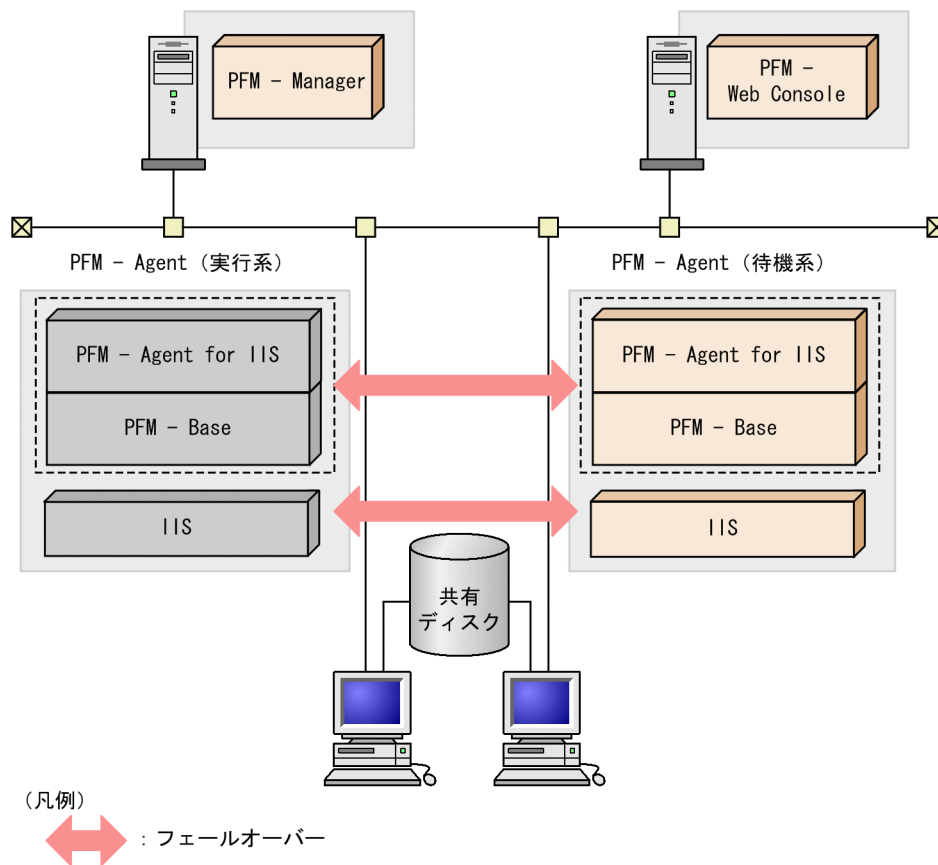 PFM − Manager
PFM −
Web Console
PFM − Agent（実行系）
PFM − Agent（待機系）
PFM − Agent for IIS
PFM − Base
IIS
PFM − Agent for IIS
PFM − Base
IIS
共有
ディスク
（凡例）
：フェールオーバー